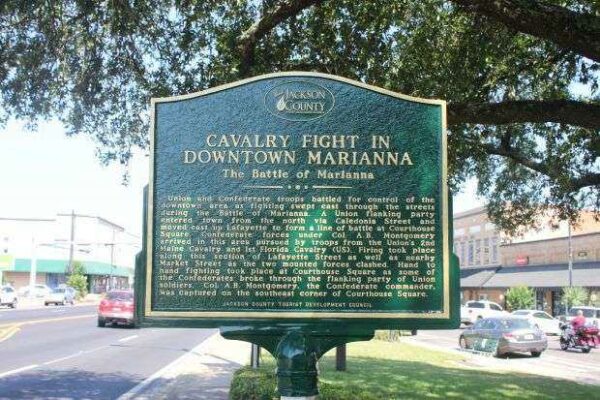 JACKSON
COUNTY
CAVALRY FIGHT IN
DOWNTOWN MARIANNA
The Battle of Marianna
Union and Confederate troops battled for control of the
downtown area as fighting swept east through the streets
during the Battle of Marianna. A Union flanking party
entered town from the north via Caledonia Street and
moved east up Lafayette to form a line of battle at Courthouse
Square. Confederate forces under Col. A.B. Montgomery
arrived in this area pursued by troops from the Union's 2nd
Maine Cavalry and 1st Florida Cavalry (US). Firing took place
along this section of Lafayette Street as well as nearby
Market Street as the two mounted forces clashed. Hand to
hand fighting took place at Courthouse Square as some of
the Confederates broke through the flanking party of Union
soldiers. Col. A.B. Montgomery, the Confederate commander,
was captured on the southeast corner of Courthouse Square.
JACKSON COUNTY TOURIST DEVELOPMENT COUNCIL